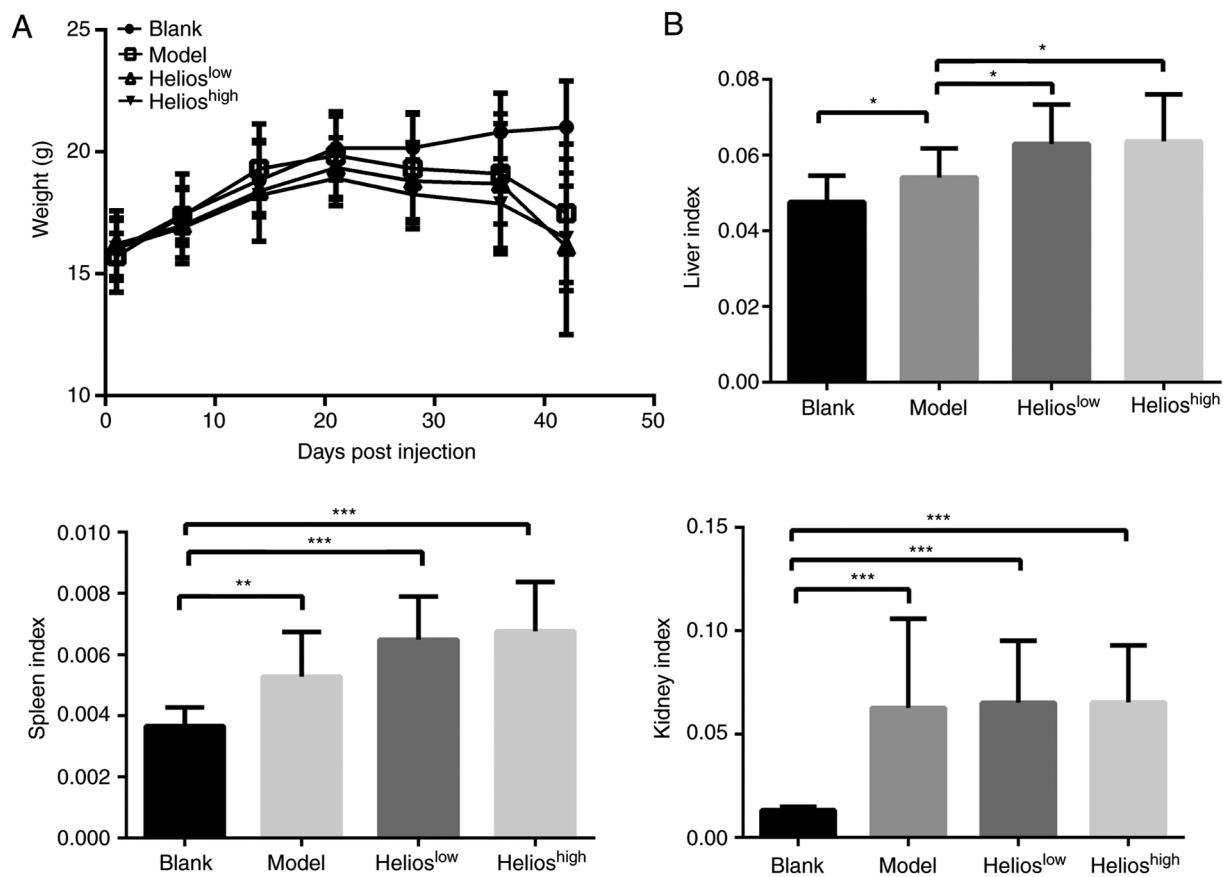 A
Blank
Model
Helios^low
Helios^high
25
20
15
10
Weight (g)
0 10 20 30 40 50
Days post injection
B
0.08
0.06
0.04
0.02
0.00
Liver index
*
*
*
Blank Model Helios^low Helios^high
0.010
0.008
0.006
0.004
0.002
0.000
Spleen index
***
***
**
Blank Model Helios^low Helios^high
0.15
0.10
0.05
0.00
Kidney index
***
***
***
Blank Model Helios^low Helios^high